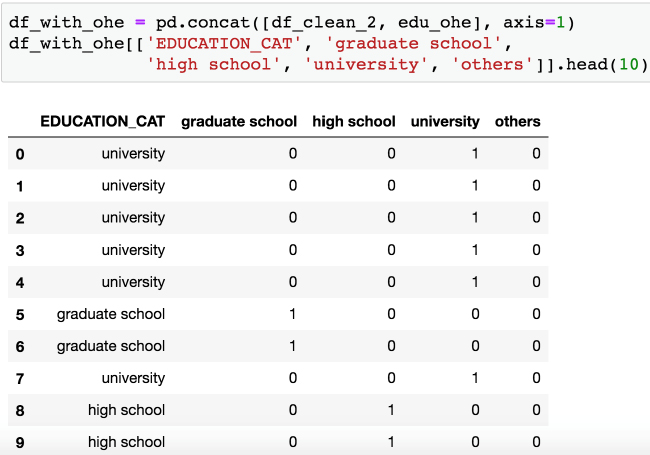 df_with_ohe = pd.concat([df_clean_2, edu_ohe], axis=1)
df_with_ohe[['EDUCATION_CAT', 'graduate school',
'high school', 'university', 'others']].head(10)
EDUCATION_CAT graduate school high school university others
0 university 0 0 1 0
1 university 0 0 1 0
2 university 0 0 1 0
3 university 0 0 1 0
4 university 0 0 1 0
5 graduate school 1 0 0 0
6 graduate school 1 0 0 0
7 university 0 0 1 0
8 high school 0 1 0 0
9 high school 0 1 0 0